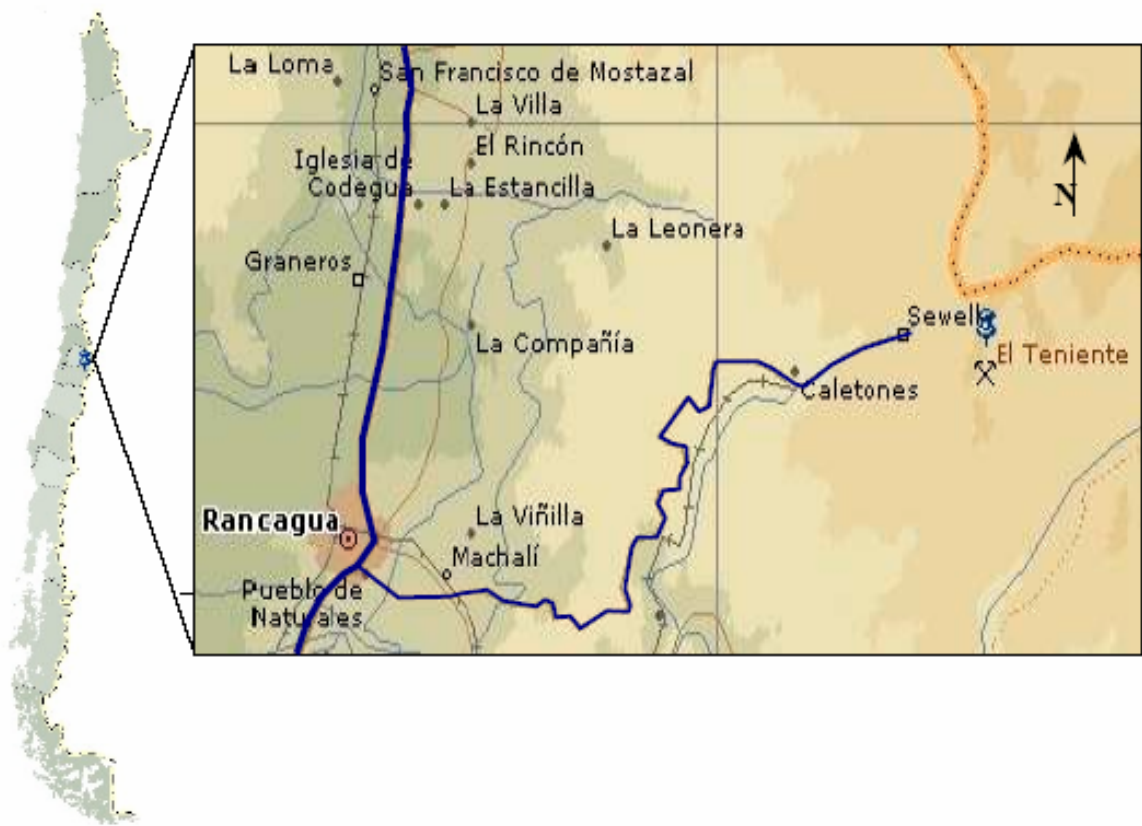 La Loma
San Francisco de Mostazal
La Villa
El Rincón
Iglesia de
Codegua
La Estancilla
La Leonera
N
Graneros
Sewell
La Compañía
El Teniente
Caletones
Rancagua
La Viñilla
Machalí
Pueblo de
Naturales